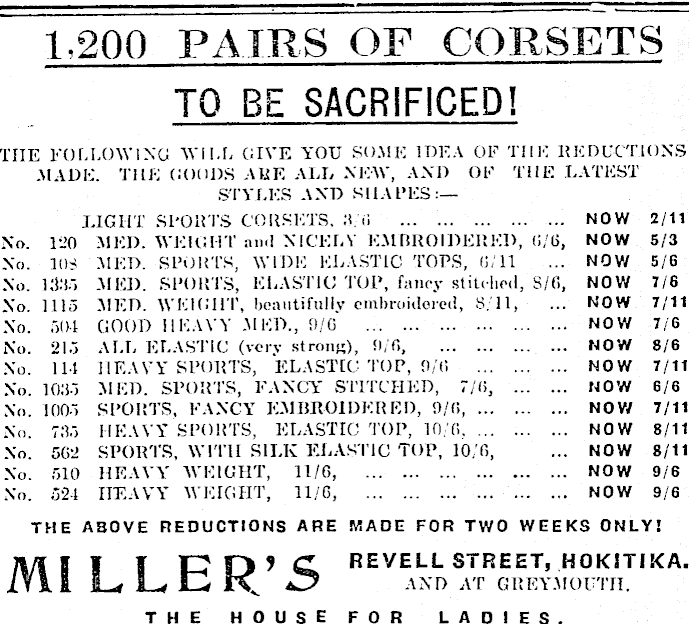 1,200 PAIRS OF CORSETS
TO BE SACRIFICED!
THE FOLLOWING WILL GIVE YOU SOME IDEA OF THE REDUCTIONS
MADE. THE GOODS ARE ALL NEW, AND OF THE LATEST
STYLES AND SHAPES:—
LIGHT SPORTS CORSETS, 3/6 ... ... ... ... ... NOW 2/11
No. 120 MED. WEIGHT and NICELY EMBROIDERED, 6/6, NOW 5/3
No. 108 MED. SPORTS, WIDE ELASTIC TOPS, 6/11 ... NOW 5/6
No. 1335 MED. SPORTS, ELASTIC TOP, fancy stitched, 8/6, NOW 7/6
No. 1115 MED. WEIGHT, beautifully embroidered, 8/11, ... NOW 7/11
No. 504 GOOD HEAVY MED., 9/6 ... ... ... ... ... NOW 7/6
No. 215 ALL ELASTIC (very strong), 9/6, ... ... ... ... NOW 8/6
No. 114 HEAVY SPORTS, ELASTIC TOP, 9/6 ... ... ... NOW 7/11
No. 1035 MED. SPORTS, FANCY STITCHED, 7/6, ... ... NOW 6/6
No. 1005 SPORTS, FANCY EMBROIDERED, 9/6, ... ... ... NOW 7/11
No. 735 HEAVY SPORTS, ELASTIC TOP, 10/6, ... ... ... NOW 8/11
No. 562 SPORTS, WITH SILK ELASTIC TOP, 10/6, ... NOW 8/11
No. 510 HEAVY WEIGHT, 11/6, ... ... ... ... ... ... NOW 9/6
No. 524 HEAVY WEIGHT, 11/6, ... ... ... ... ... ... NOW 9/6
THE ABOVE REDUCTIONS ARE MADE FOR TWO WEEKS ONLY!
MILLER'S REVELL STREET, HOKITIKA.
AND AT GREYMOUTH.
THE HOUSE FOR LADIES.